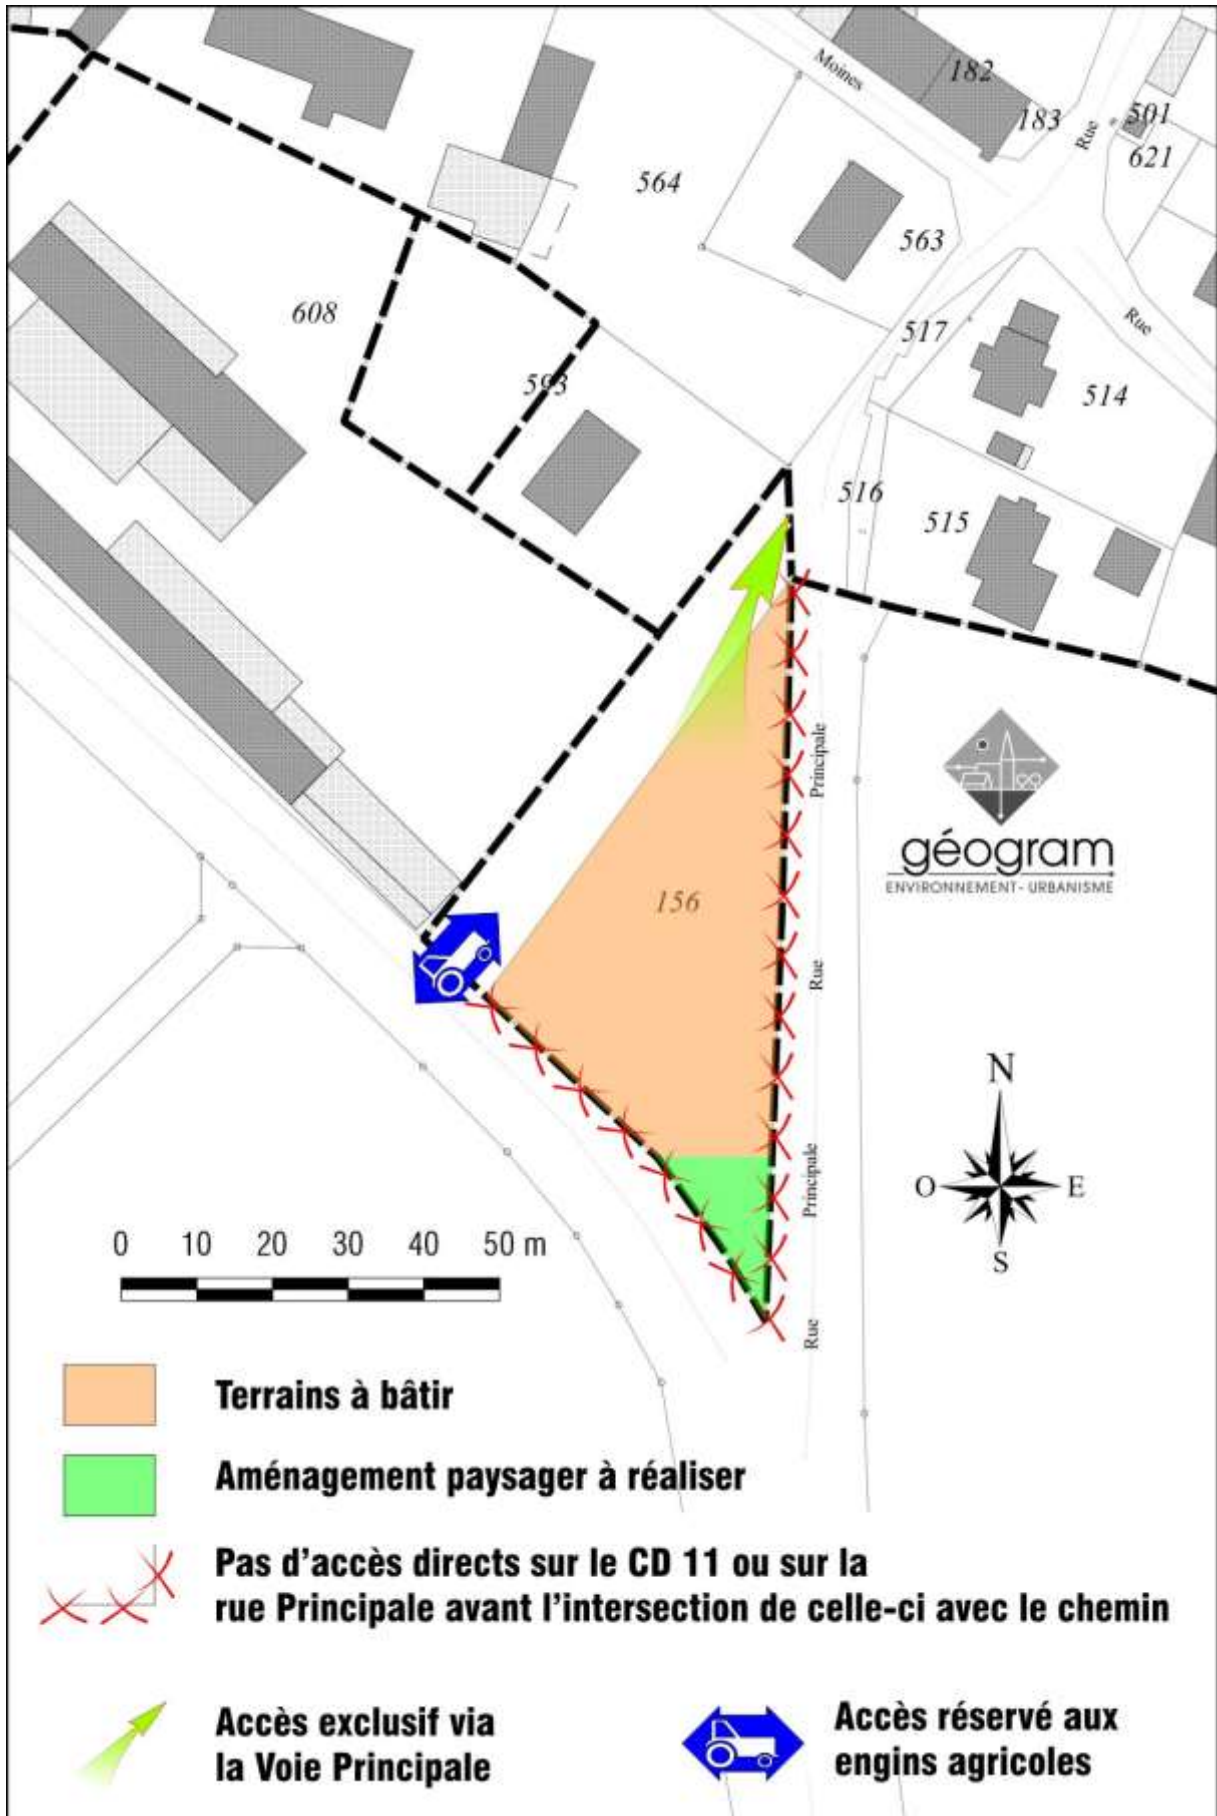 Moines
182
183
Rue
501
621
564
563
608
517
Rue
593
514
516
515
Principale
géogram
ENVIRONNEMENT - URBANISME
156
Rue
N
O
E
S
Principale
0 10 20 30 40 50 m
Rue
Terrains à bâtir
Aménagement paysager à réaliser
Pas d'accès directs sur le CD 11 ou sur la
rue Principale avant l'intersection de celle-ci avec le chemin
Accès exclusif via
la Voie Principale
Accès réservé aux
engins agricoles